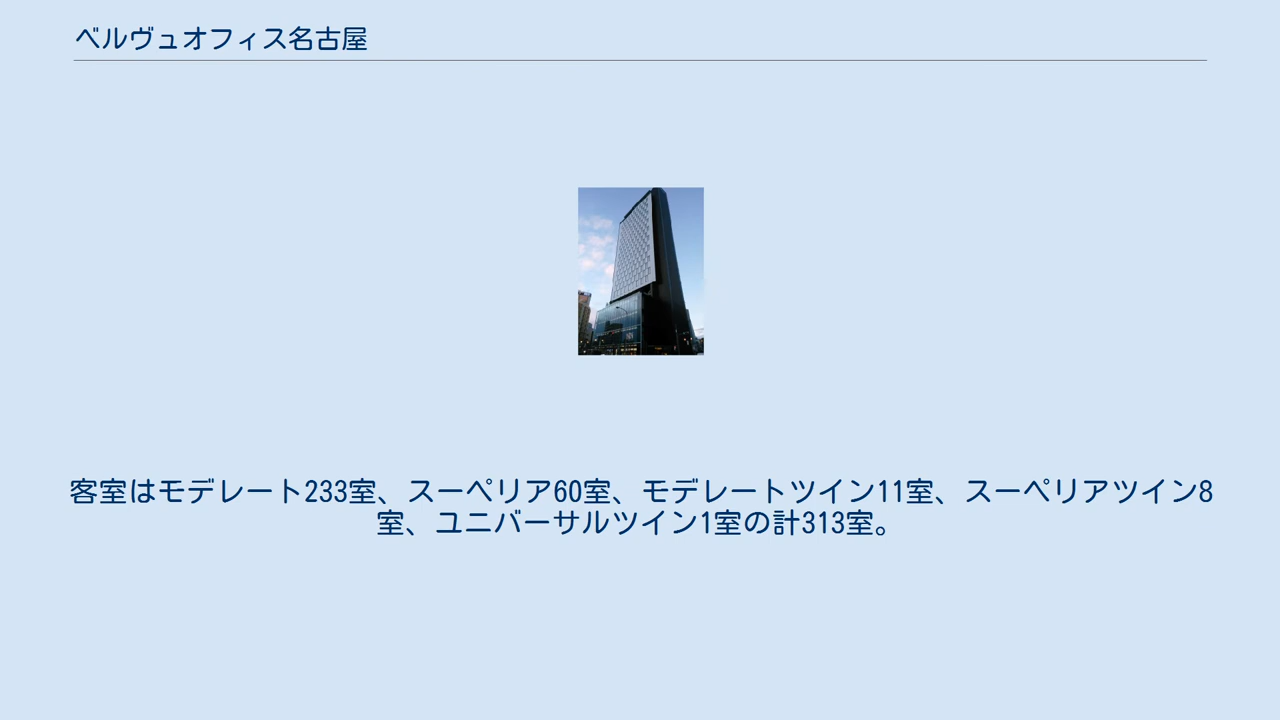 ベルヴュオフィス名古屋
客室はモデレート233室、スーペリア60室、モデレートツイン11室、スーペリアツイン8
室、ユニバーサルツイン1室の計313室。